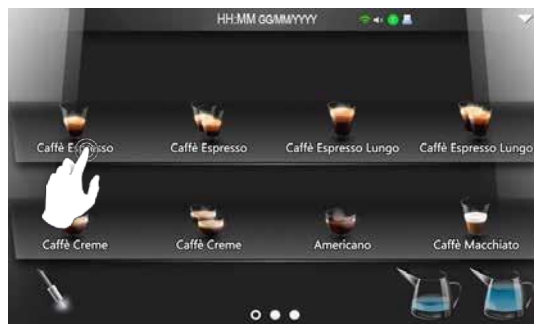 HH:MM GG/MM/YYYY
Caffè Espresso
Caffè Espresso
Caffè Espresso Lungo
Caffè Espresso Lungo
Caffè Creme
Caffè Creme
Americano
Caffè Macchiato